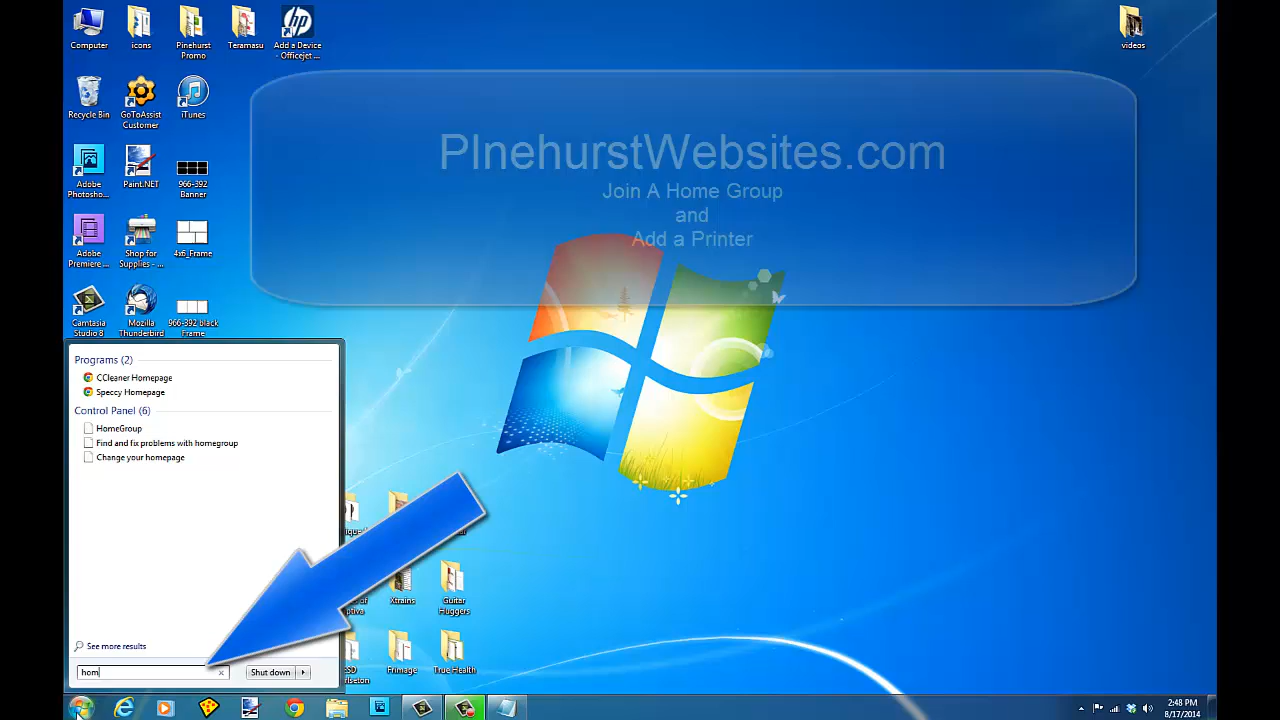 Computer
icons
Pinehurst
Promo
Teramasu
Add a Device
- Officejet ...
videos
Recycle Bin
GoToAssist
Customer
iTunes
PInehurstWebsites.com
Join A Home Group
and
Add a Printer
Adobe
Photosho...
Paint.NET
966-392
Banner
Adobe
Premiere ...
Shop for
Supplies - ...
4x6_Frame
Camtasia
Studio 8
Mozilla
Thunderbird
966-392 black
Frame
Programs (2)
CCleaner Homepage
Speccy Homepage
Control Panel (6)
HomeGroup
Find and fix problems with homegroup
Change your homepage
Xtrains
Guitar
Huggers
Frimage
True Health
See more results
hom
Shut down
2:48 PM
8/17/2014